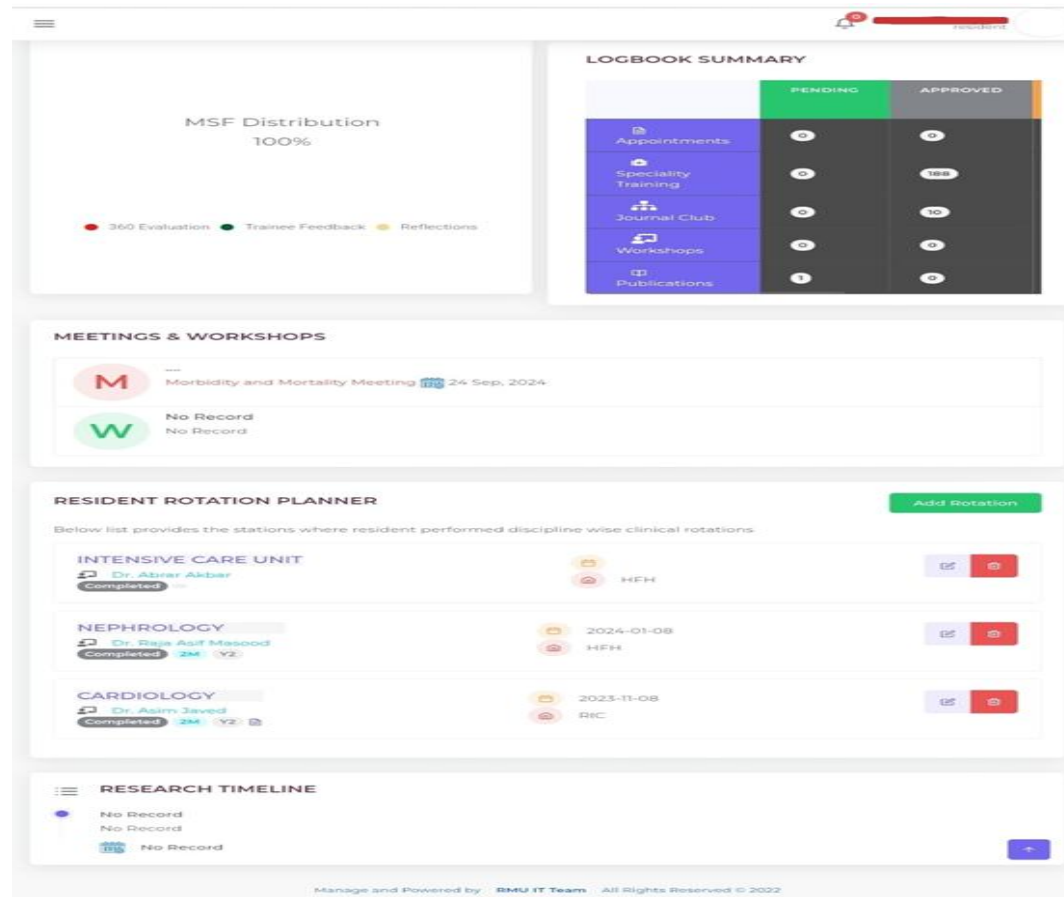 0
resident
LOGBOOK SUMMARY
PENDING APPROVED
MSF Distribution
100%
360 Evaluation Trainee Feedback Reflections
Appointments 0 0
Speciality
Training 0 188
Journal Club 0 10
Workshops 0 0
Publications 1 0
MEETINGS & WORKSHOPS
M
---
Morbidity and Mortality Meeting 24 Sep, 2024
W
No Record
No Record
RESIDENT ROTATION PLANNER
Add Rotation
Below list provides the stations where resident performed discipline wise clinical rotations
INTENSIVE CARE UNIT
Dr. Abrar Akbar
Completed
HFH
NEPHROLOGY
Dr. Raja Asif Masood
Completed 2M Y2
2024-01-08
HFH
CARDIOLOGY
Dr. Asim Javed
Completed 2M Y2
2023-11-08
RIC
RESEARCH TIMELINE
No Record
No Record
No Record
Manage and Powered by RMU IT Team All Rights Reserved © 2022